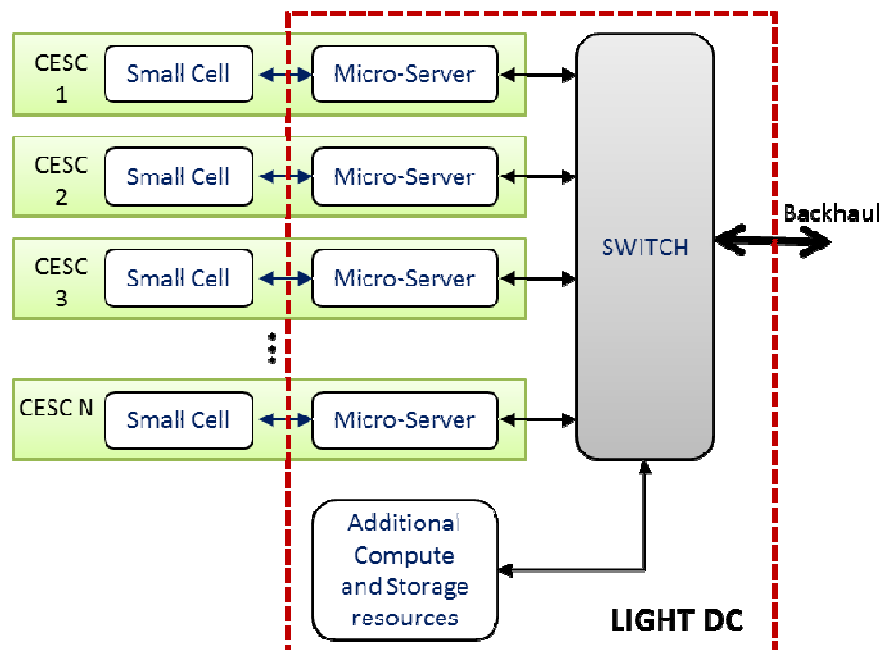 CESC
1
Small Cell
Micro-Server
CESC
2
Small Cell
Micro-Server
CESC
3
Small Cell
Micro-Server
CESC N
Small Cell
Micro-Server
SWITCH
Backhaul
Additional
Compute
and Storage
resources
LIGHT DC